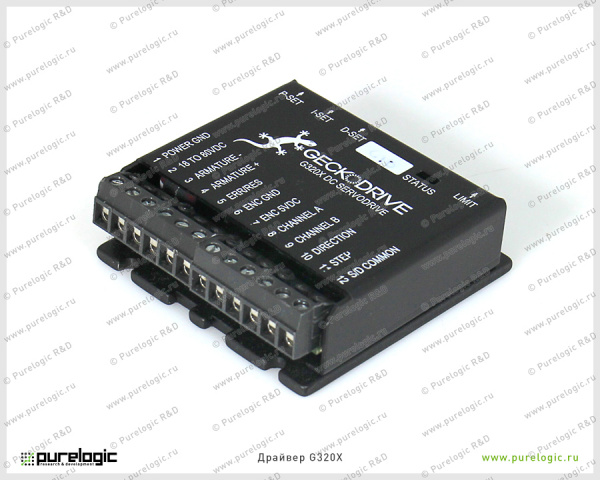 P-SET
I-SET
D-SET
STATUS
LIMIT
GECKODRIVE
G320X DC SERVODRIVE
1 POWER GND
2 18 TO 80VDC
3 ARMATURE -
4 ARMATURE +
5 ERR/RES
6 ENC GND
7 ENC 5VDC
8 CHANNEL A
9 CHANNEL B
10 DIRECTION
11 STEP
12 S/D COMMON
© Purelogic R&D
www.purelogic.ru
purelogic
research & development
Драйвер G320X
www.purelogic.ru